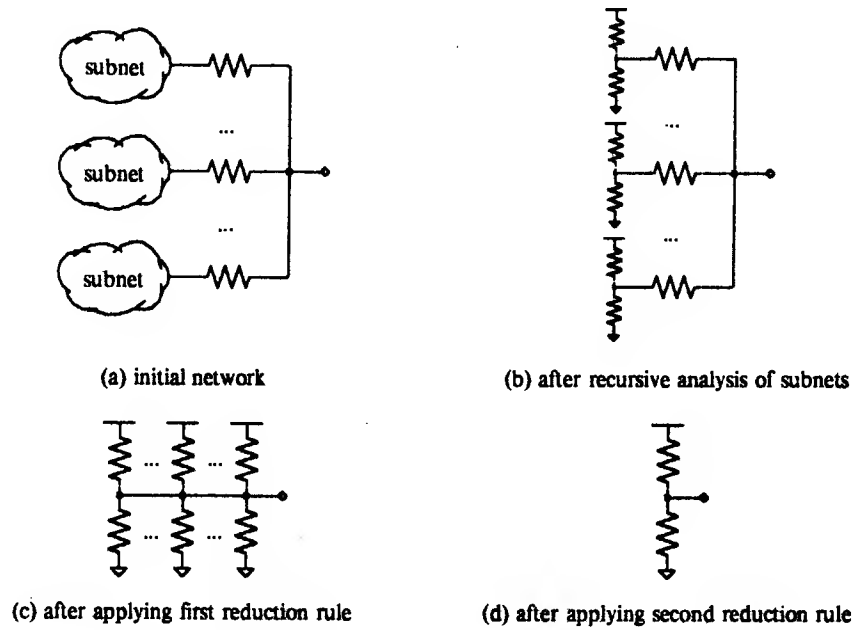 subnet
...
subnet
...
subnet
...
...
(a) initial network
(b) after recursive analysis of subnets
... ...
... ...
(c) after applying first reduction rule
(d) after applying second reduction rule